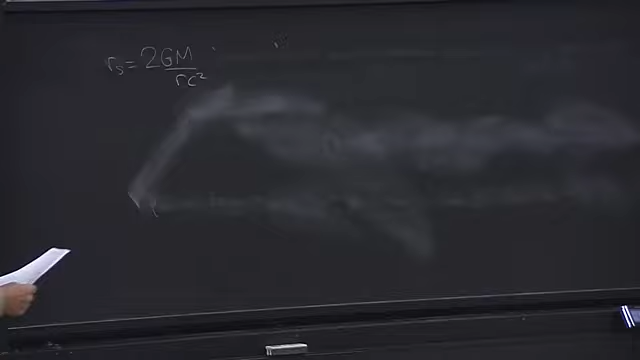 r_s = 2GM/rc²